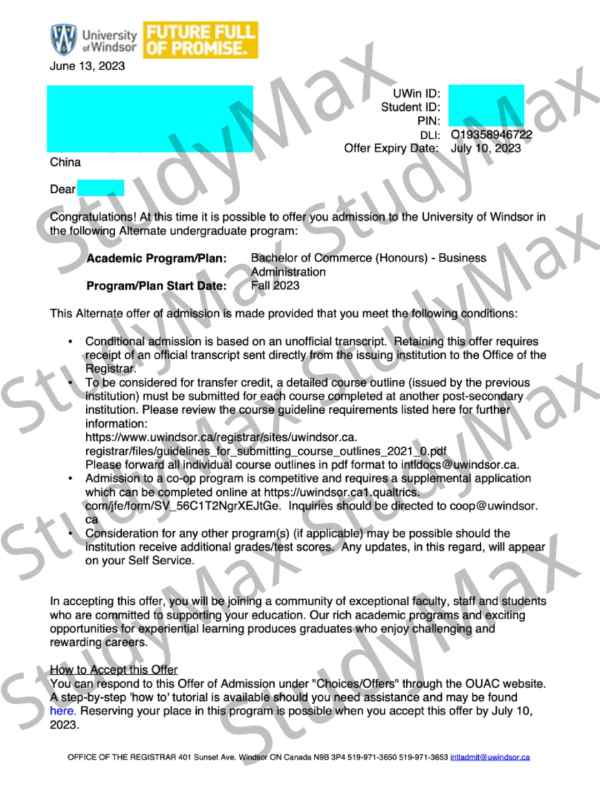 University
of Windsor
FUTURE FULL
OF PROMISE.
June 13, 2023
UWin ID:
Student ID:
PIN:
DLI: O19358946722
Offer Expiry Date: July 10, 2023
China
Dear
Congratulations! At this time it is possible to offer you admission to the University of Windsor in
the following Alternate undergraduate program:
Academic Program/Plan: Bachelor of Commerce (Honours) - Business
Administration
Program/Plan Start Date: Fall 2023
This Alternate offer of admission is made provided that you meet the following conditions:
• Conditional admission is based on an unofficial transcript. Retaining this offer requires
receipt of an official transcript sent directly from the issuing institution to the Office of the
Registrar.
• To be considered for transfer credit, a detailed course outline (issued by the previous
institution) must be submitted for each course completed at another post-secondary
institution. Please review the course guideline requirements listed here for further
information:
https://www.uwindsor.ca/registrar/sites/uwindsor.ca.
registrar/files/guidelines_for_submitting_course_outlines_2021_0.pdf
Please forward all individual course outlines in pdf format to intldocs@uwindsor.ca.
• Admission to a co-op program is competitive and requires a supplemental application
which can be completed online at https://uwindsor.ca1.qualtrics.
com/jfe/form/SV_56C1T2NgrXEJtGe. Inquiries should be directed to coop@uwindsor.
ca
• Consideration for any other program(s) (if applicable) may be possible should the
institution receive additional grades/test scores. Any updates, in this regard, will appear
on your Self Service.
In accepting this offer, you will be joining a community of exceptional faculty, staff and students
who are committed to supporting your education. Our rich academic programs and exciting
opportunities for experiential learning produces graduates who enjoy challenging and
rewarding careers.
How to Accept this Offer
You can respond to this Offer of Admission under "Choices/Offers" through the OUAC website.
A step-by-step 'how to' tutorial is available should you need assistance and may be found
here. Reserving your place in this program is possible when you accept this offer by July 10,
2023.
OFFICE OF THE REGISTRAR 401 Sunset Ave. Windsor ON Canada N9B 3P4 519-971-3650 519-971-3653 intladmit@uwindsor.ca
StudyMax
StudyMax
StudyMax
StudyMax
StudyMax
StudyMax
StudyMax
StudyMax